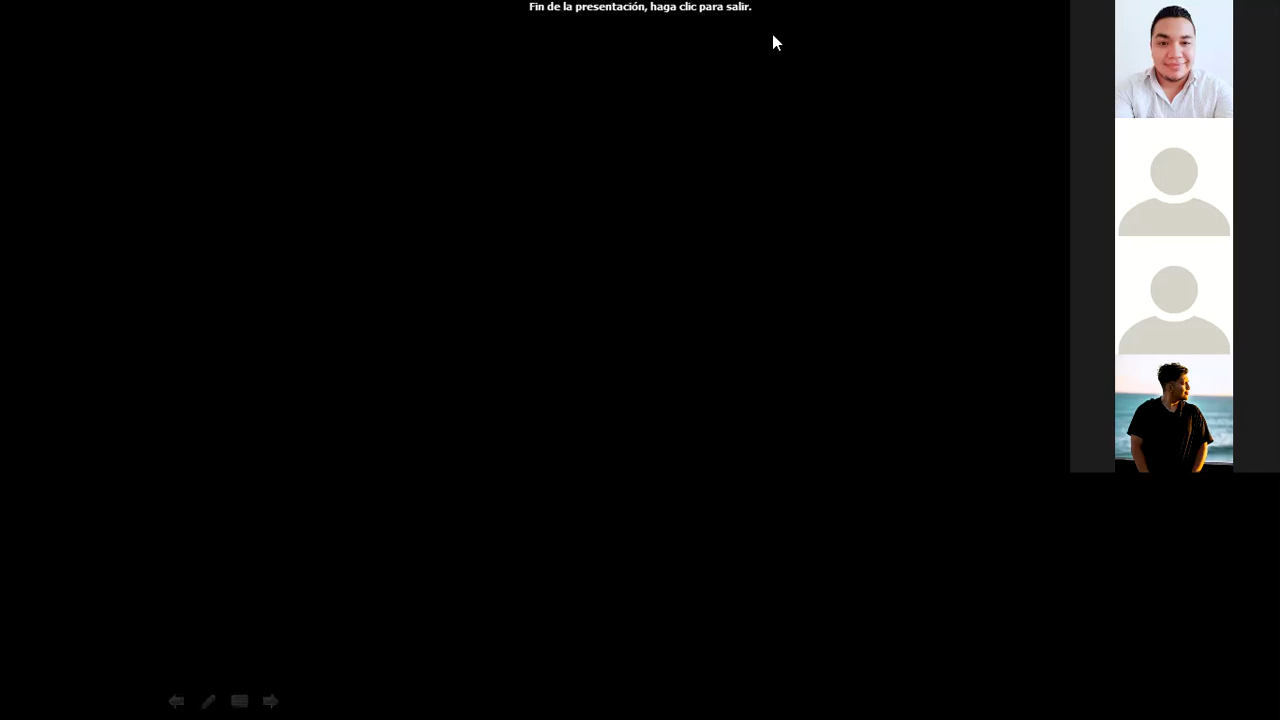 Fin de la presentación, haga clic para salir.